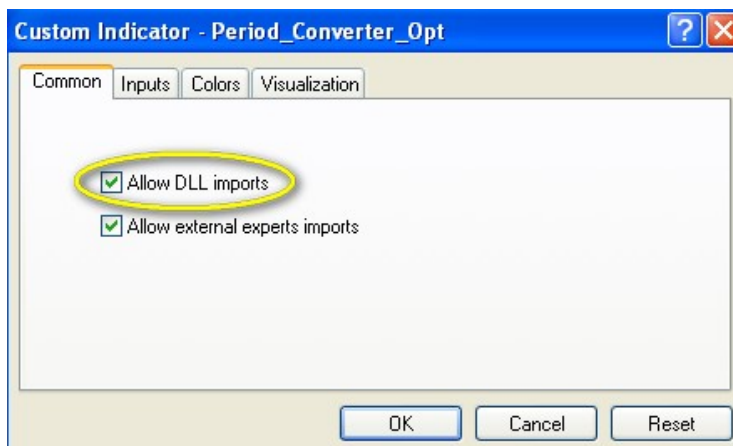 Custom Indicator - Period_Converter_Opt
Common Inputs Colors Visualization
Allow DLL imports
Allow external experts imports
OK Cancel Reset